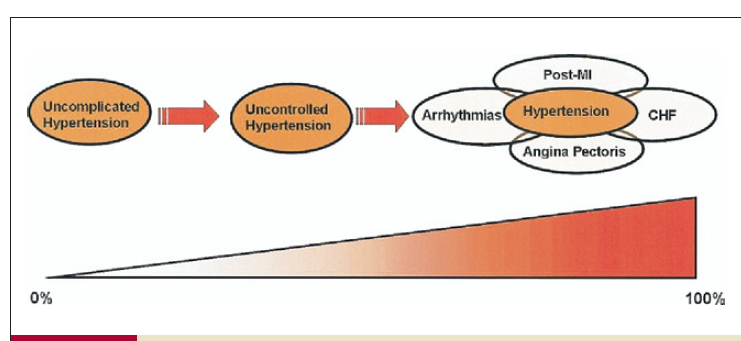 Uncomplicated
Hypertension
Uncontrolled
Hypertension
Post-MI
Arrhythmias
Hypertension
CHF
Angina Pectoris
0%
100%